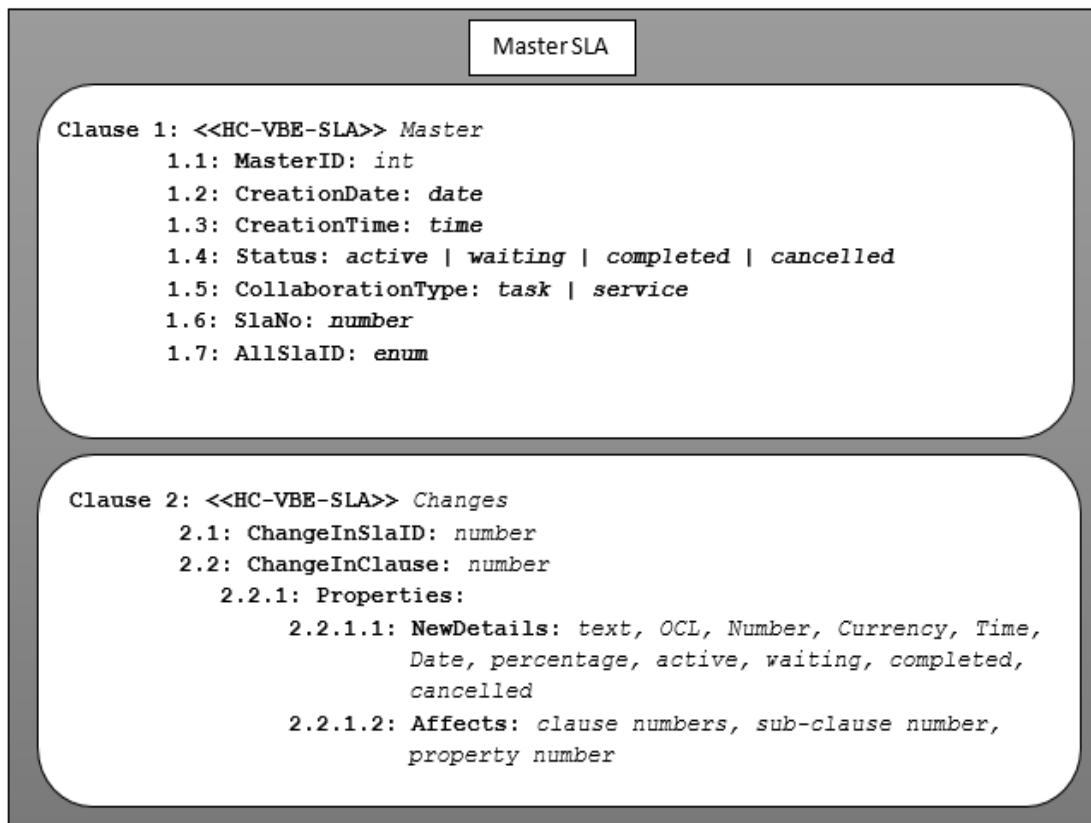 Master SLA
Clause 1: <<HC-VBE-SLA>> Master
1.1: MasterID: int
1.2: CreationDate: date
1.3: CreationTime: time
1.4: Status: active | waiting | completed | cancelled
1.5: CollaborationType: task | service
1.6: SlaNo: number
1.7: AllSlaID: enum
Clause 2: <<HC-VBE-SLA>> Changes
2.1: ChangeInSlaID: number
2.2: ChangeInClause: number
2.2.1: Properties:
2.2.1.1: NewDetails: text, OCL, Number, Currency, Time,
Date, percentage, active, waiting, completed,
cancelled
2.2.1.2: Affects: clause numbers, sub-clause number,
property number